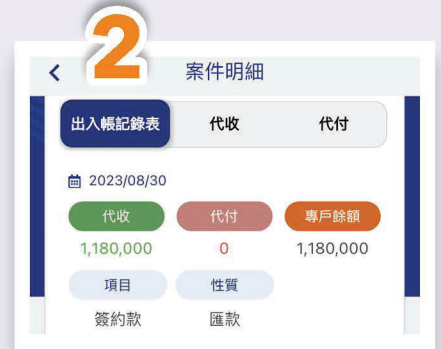 2
案件明細
出入帳記錄表 代收 代付
2023/08/30
代收 代付 專戶餘額
1,180,000 0 1,180,000
項目 性質
簽約款 匯款